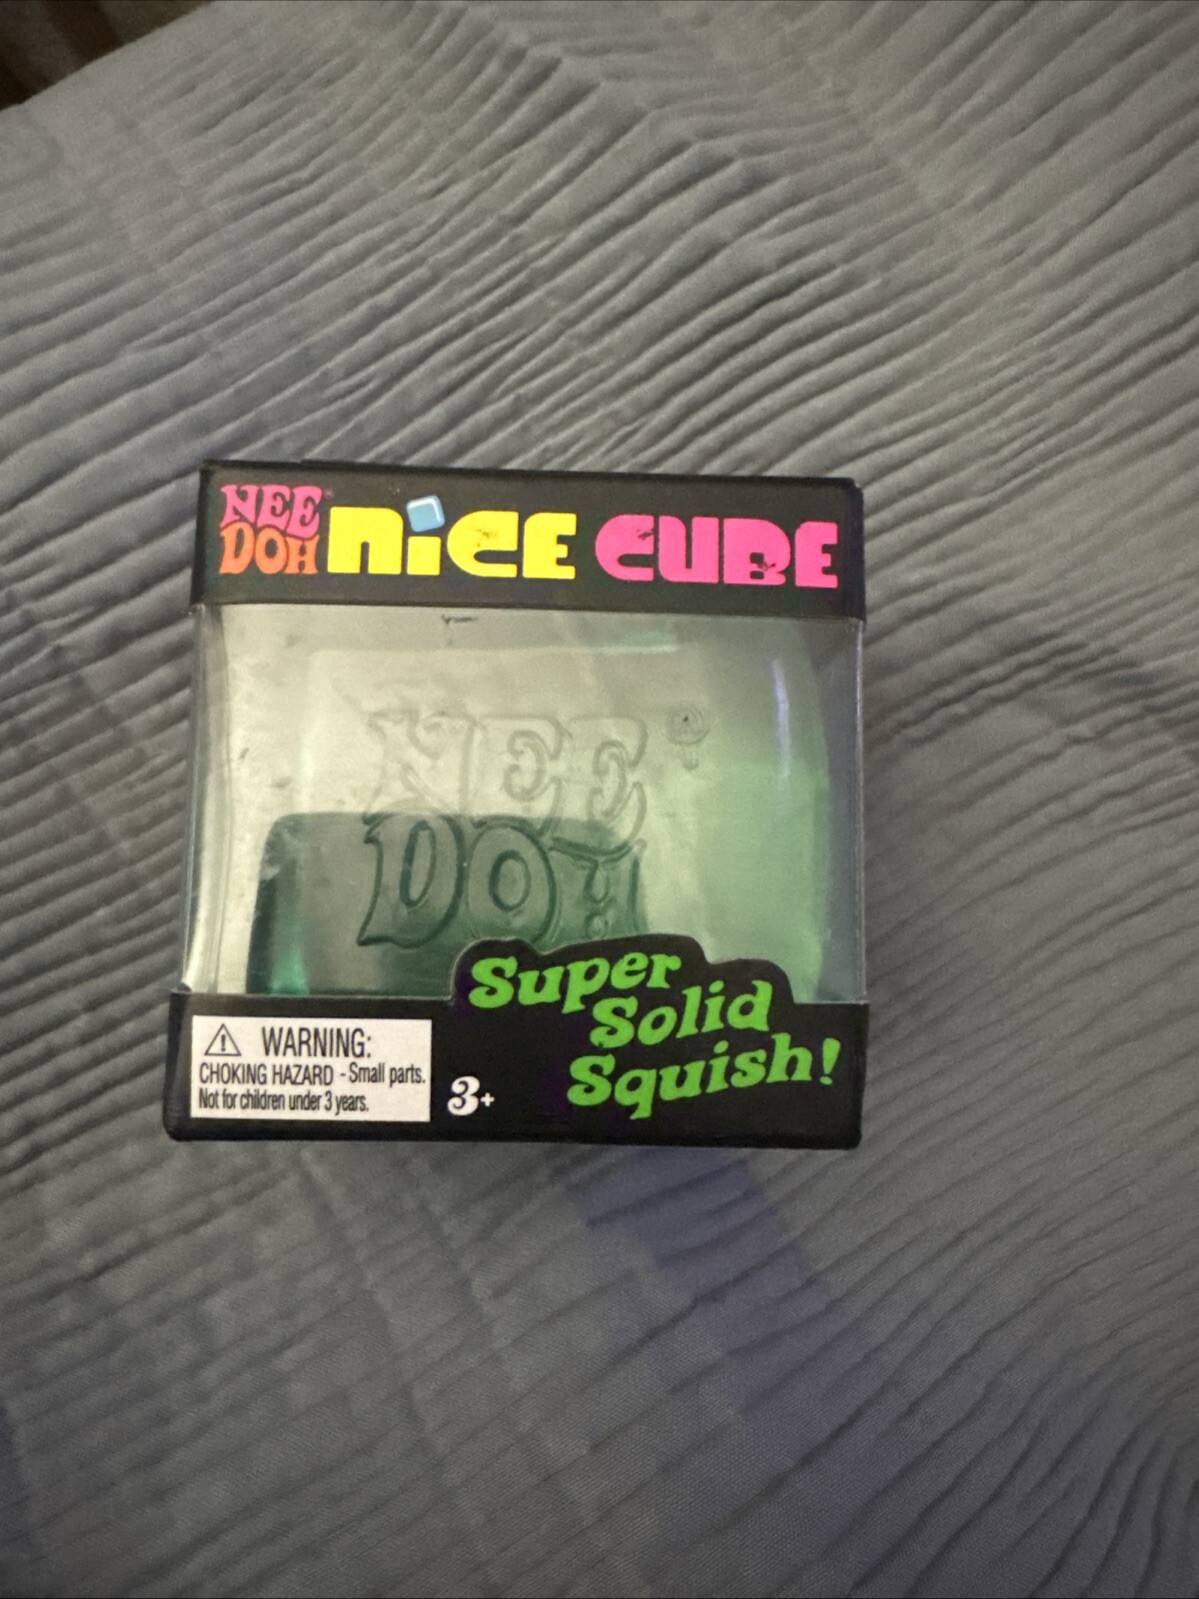 NEE
DOH
NiCE CUBE
NEE ®
DOH
Super
Solid
Squish!
⚠ WARNING:
CHOKING HAZARD - Small parts.
Not for children under 3 years.
3+